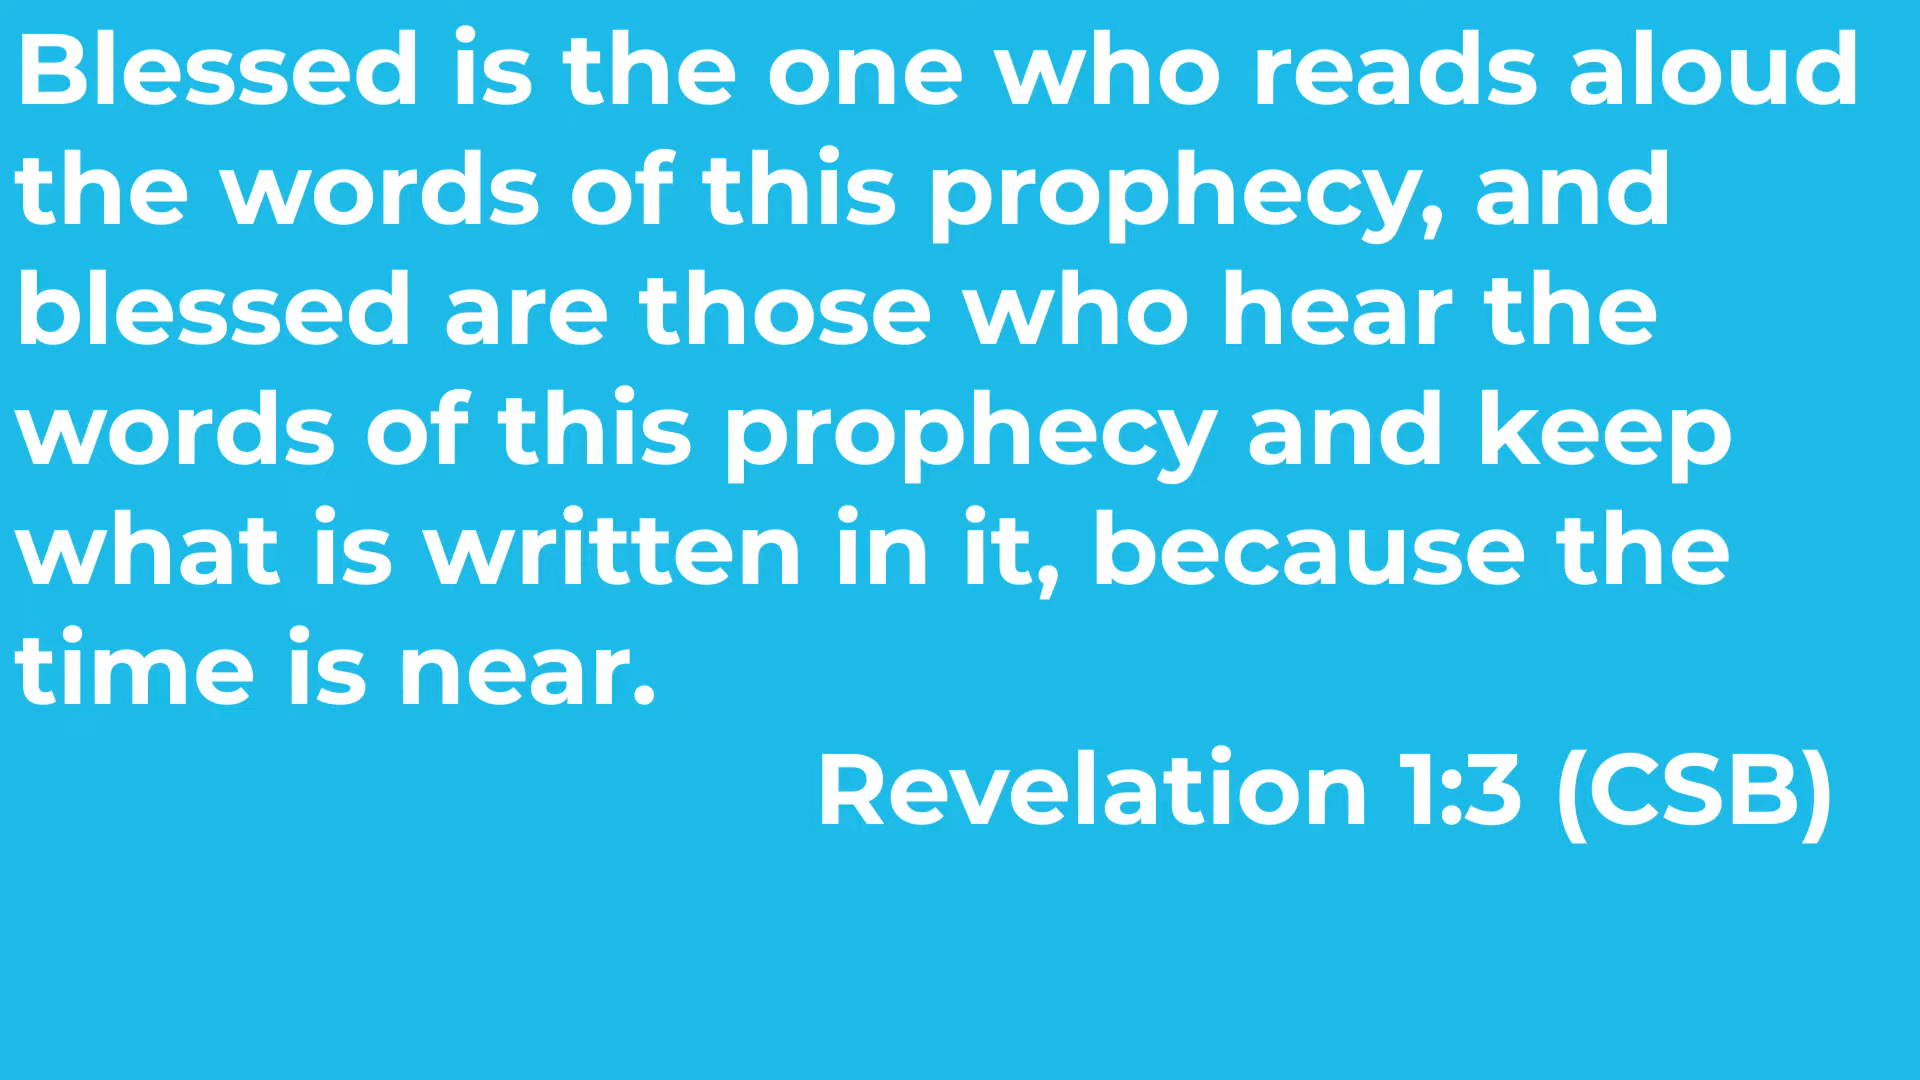 Blessed is the one who reads aloud
the words of this prophecy, and
blessed are those who hear the
words of this prophecy and keep
what is written in it, because the
time is near.
Revelation 1:3 (CSB)